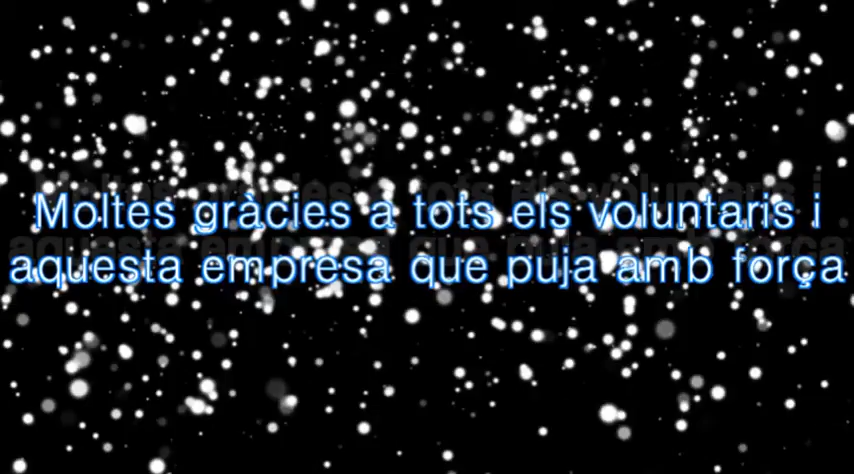 Moltes gràcies a tots els voluntaris i
aquesta empresa que puja amb força